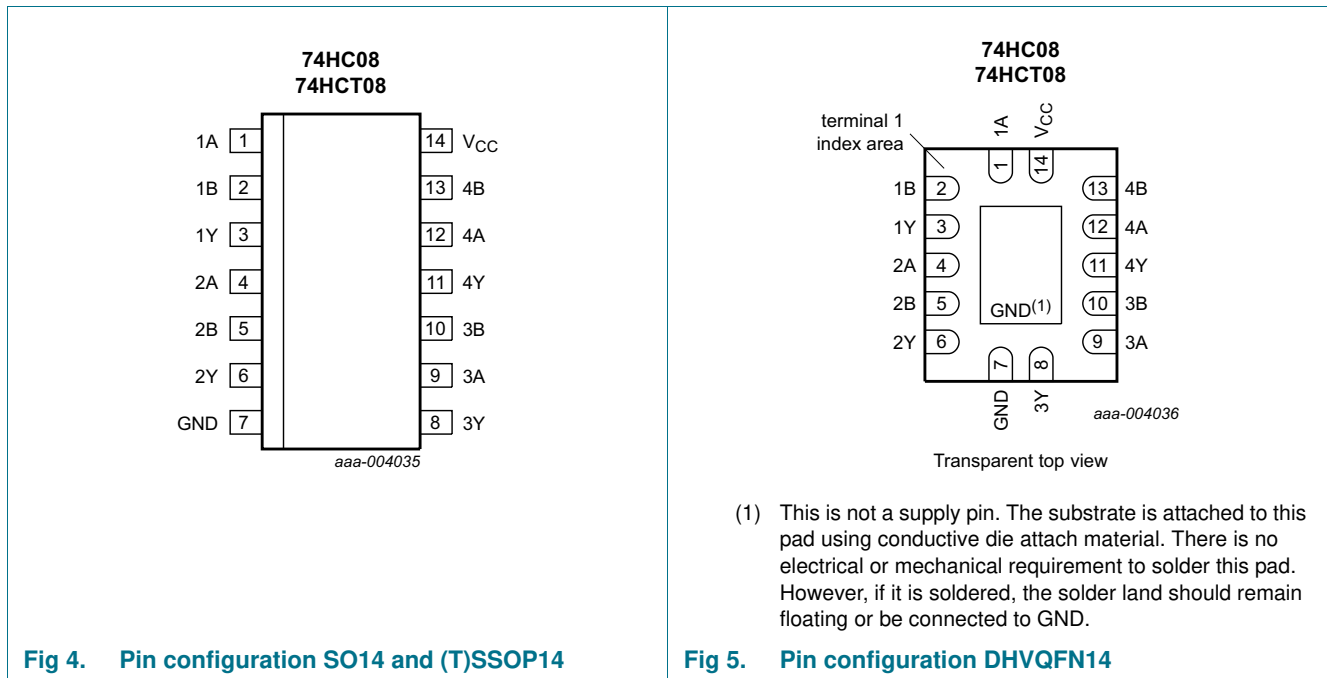 74HC08
74HCT08
1A 1
1B 2
1Y 3
2A 4
2B 5
2Y 6
GND 7
14 VCC
13 4B
12 4A
11 4Y
10 3B
9 3A
8 3Y
aaa-004035
Fig 4. Pin configuration SO14 and (T)SSOP14
74HC08
74HCT08
terminal 1
index area
1A
VCC
1
14
1B 2
1Y 3
2A 4
2B 5
2Y 6
13 4B
12 4A
11 4Y
10 3B
9 3A
GND(1)
7
8
GND
3Y
aaa-004036
Transparent top view
(1) This is not a supply pin. The substrate is attached to this
pad using conductive die attach material. There is no
electrical or mechanical requirement to solder this pad.
However, if it is soldered, the solder land should remain
floating or be connected to GND.
Fig 5. Pin configuration DHVQFN14